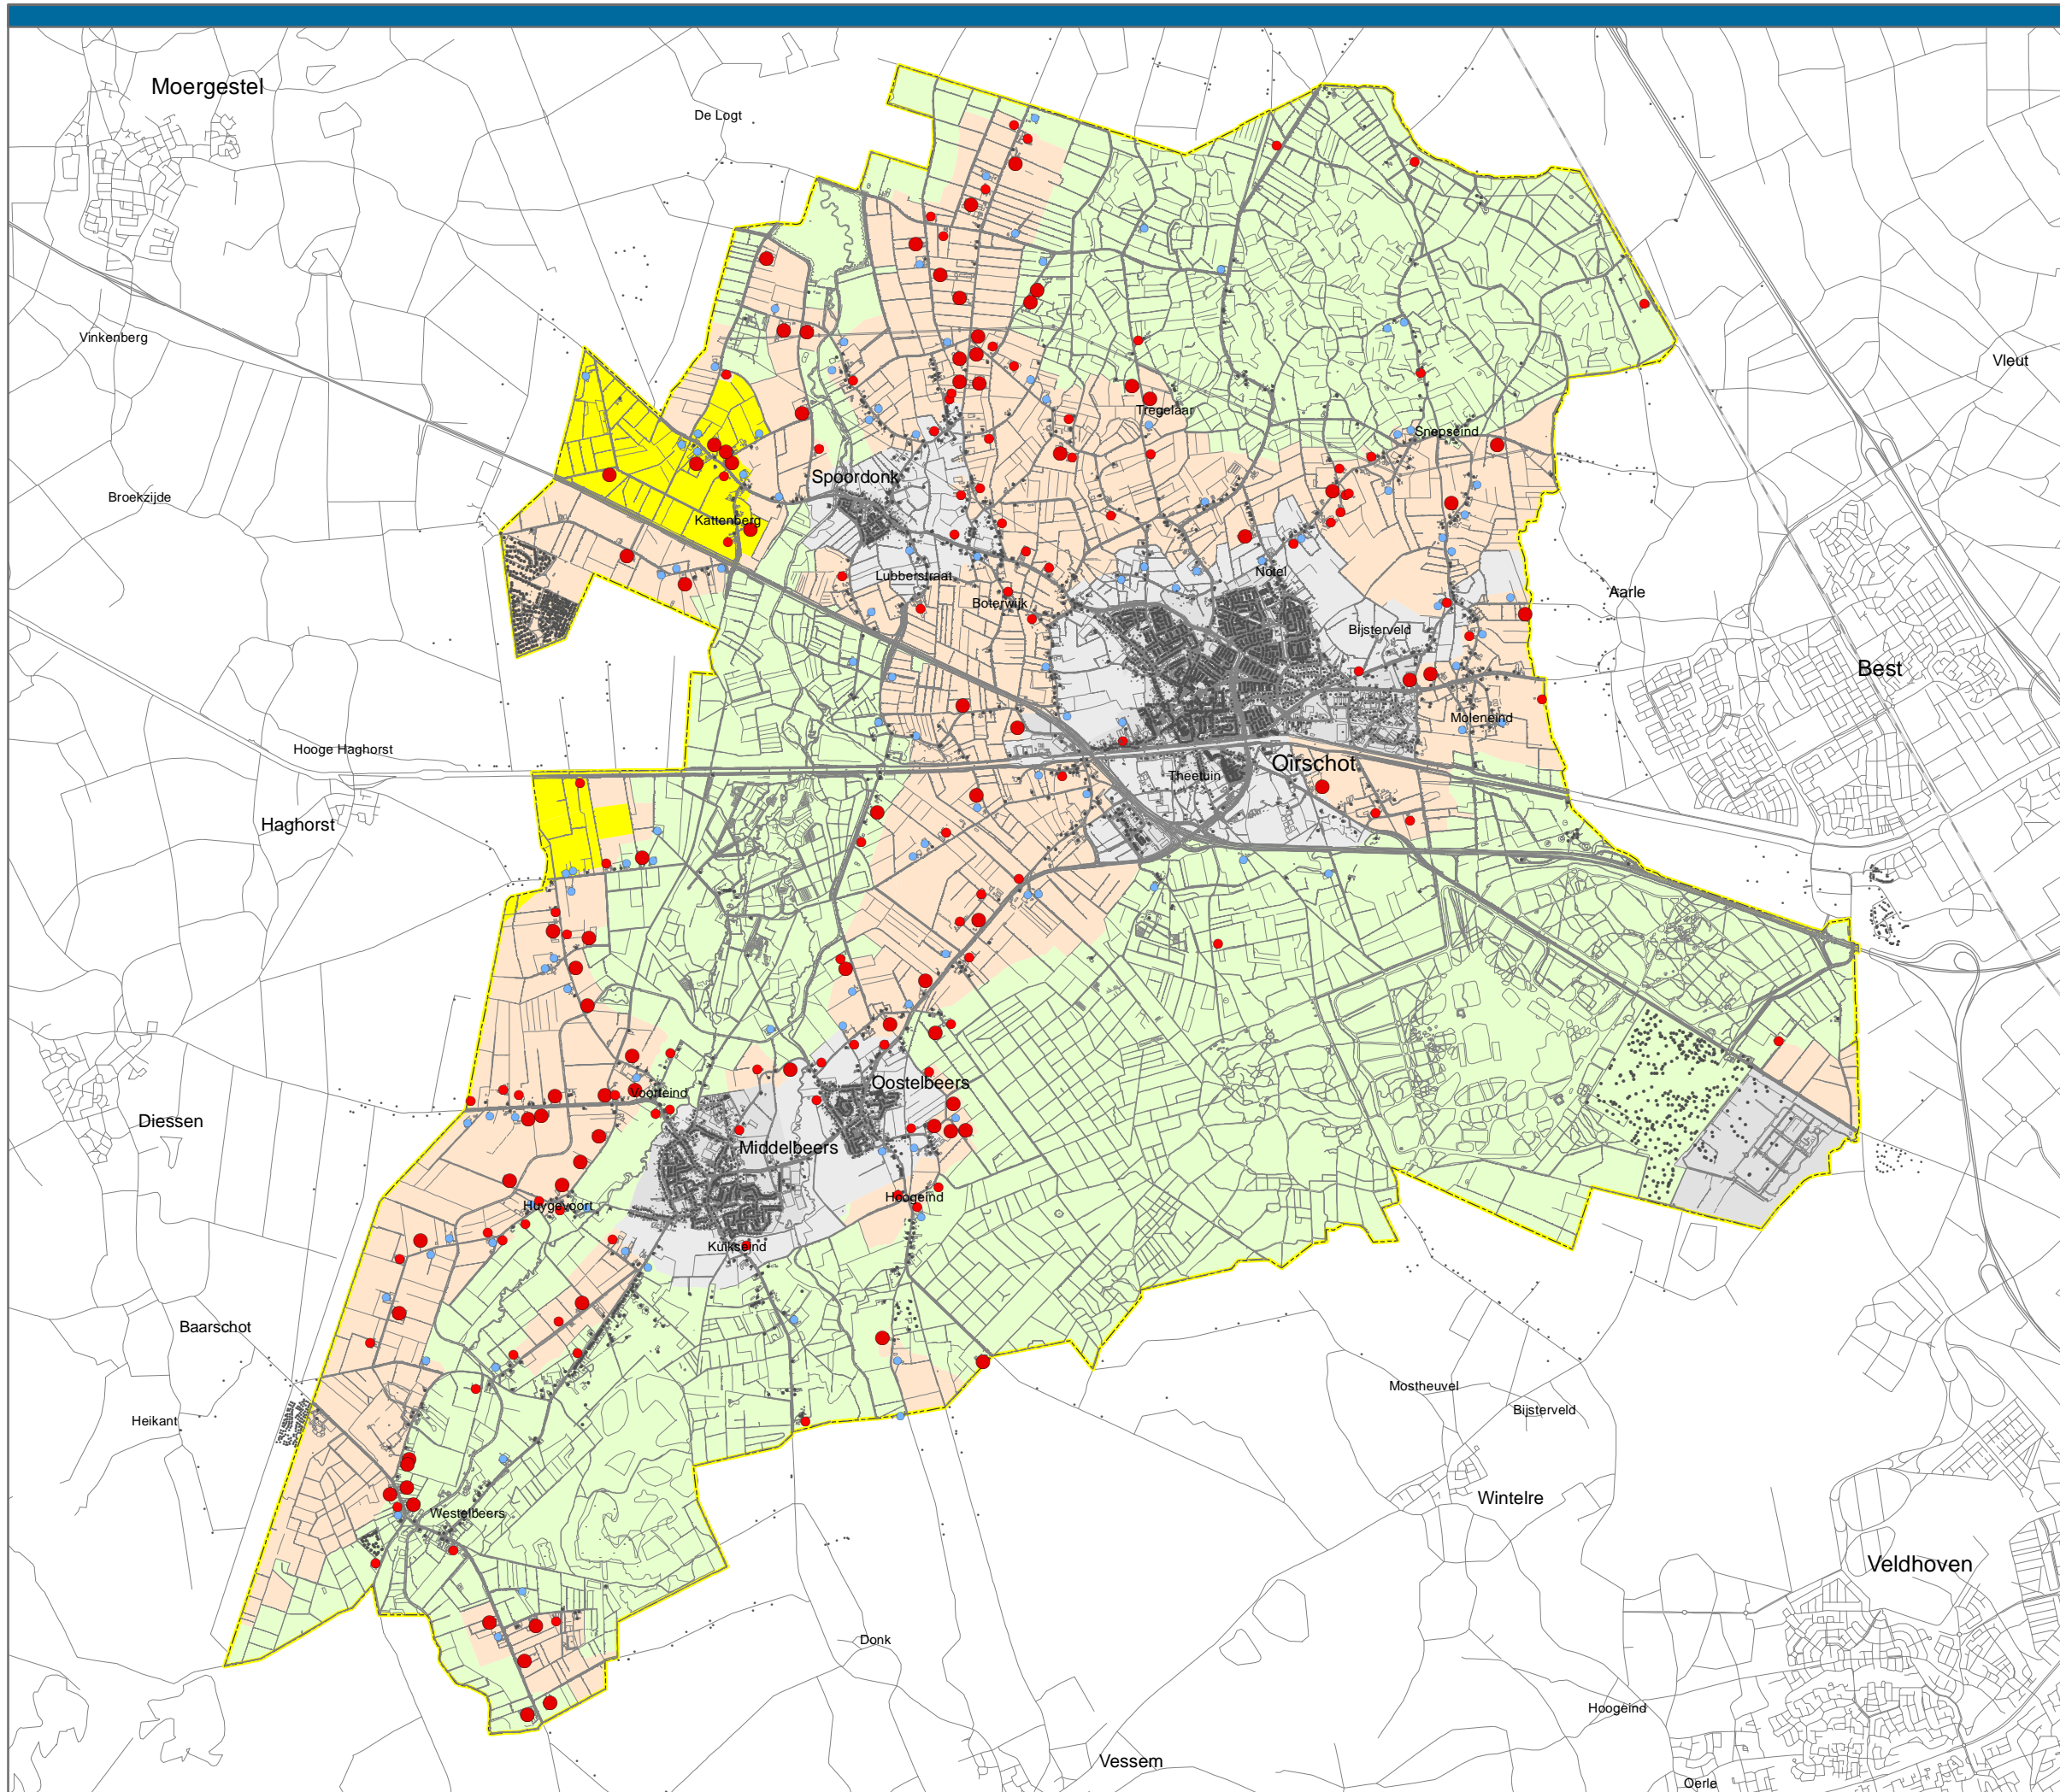 Moergestel
De Logt
Vinkenberg
Vleut
Tregelaar
Snepseind
Spoordonk
Broekzijde
Kattenberg
Notel
Lubberstraat
Aarle
Boterwijk
Bijsterveld
Best
Moleneind
Hooge Haghorst
Oirschot
Theetuin
Haghorst
Oostelbeers
Voorteind
Diessen
Middelbeers
Hoogeind
Huygevoort
Kuikseind
Baarschot
Mostheuvel
Bijsterveld
Heikant
Wintelre
Westelbeers
Veldhoven
Donk
Hoogeind
Vessem
Oerle